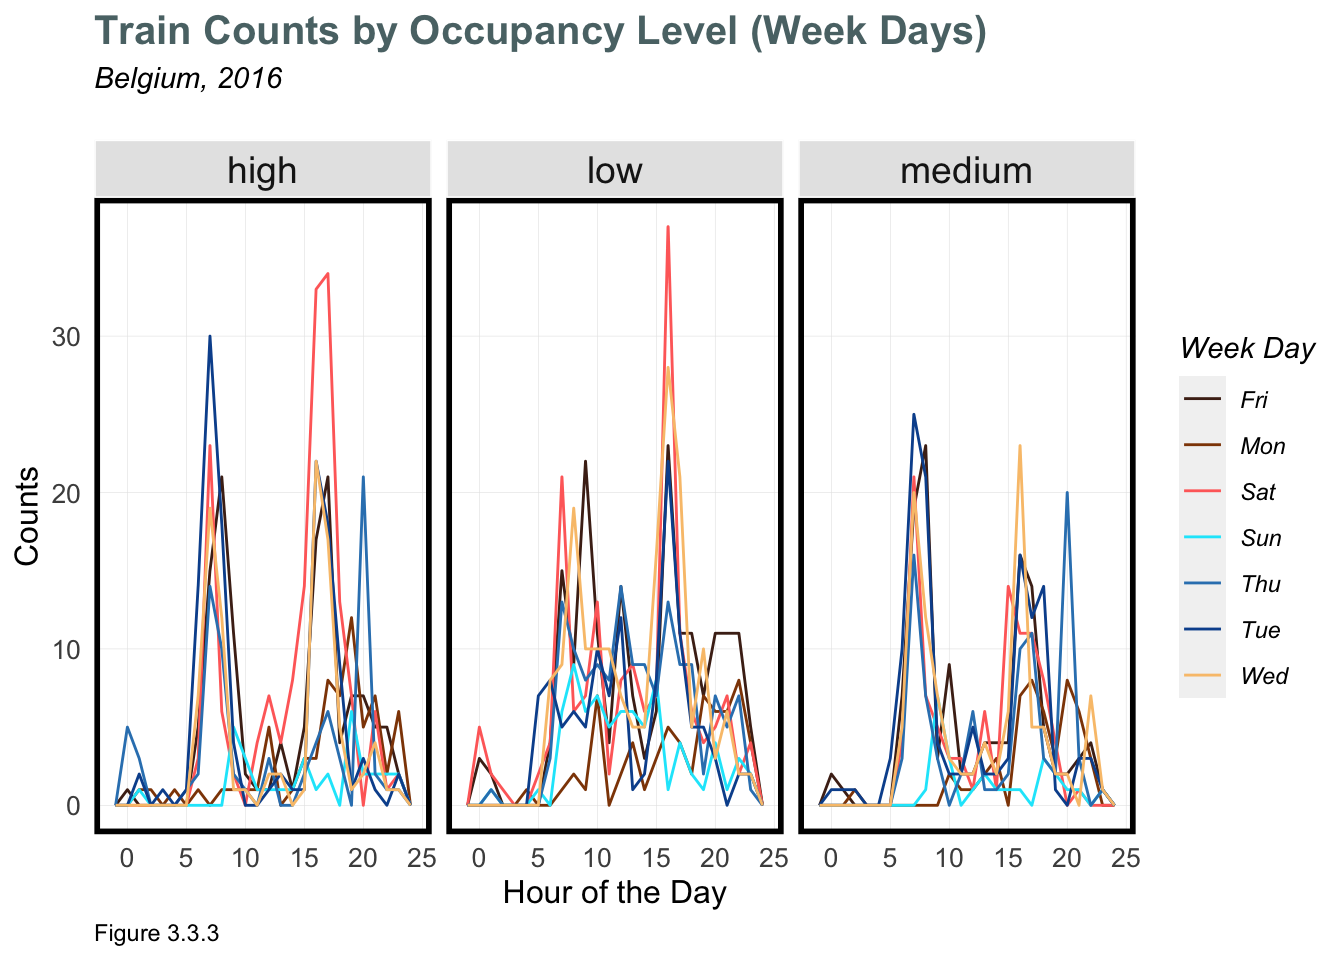 Train Counts by Occupancy Level (Week Days)
Belgium, 2016
high low medium
30
20
10
0
Counts
0 5 10 15 20 25 0 5 10 15 20 25 0 5 10 15 20 25
Hour of the Day
Week Day
Fri
Mon
Sat
Sun
Thu
Tue
Wed
Figure 3.3.3